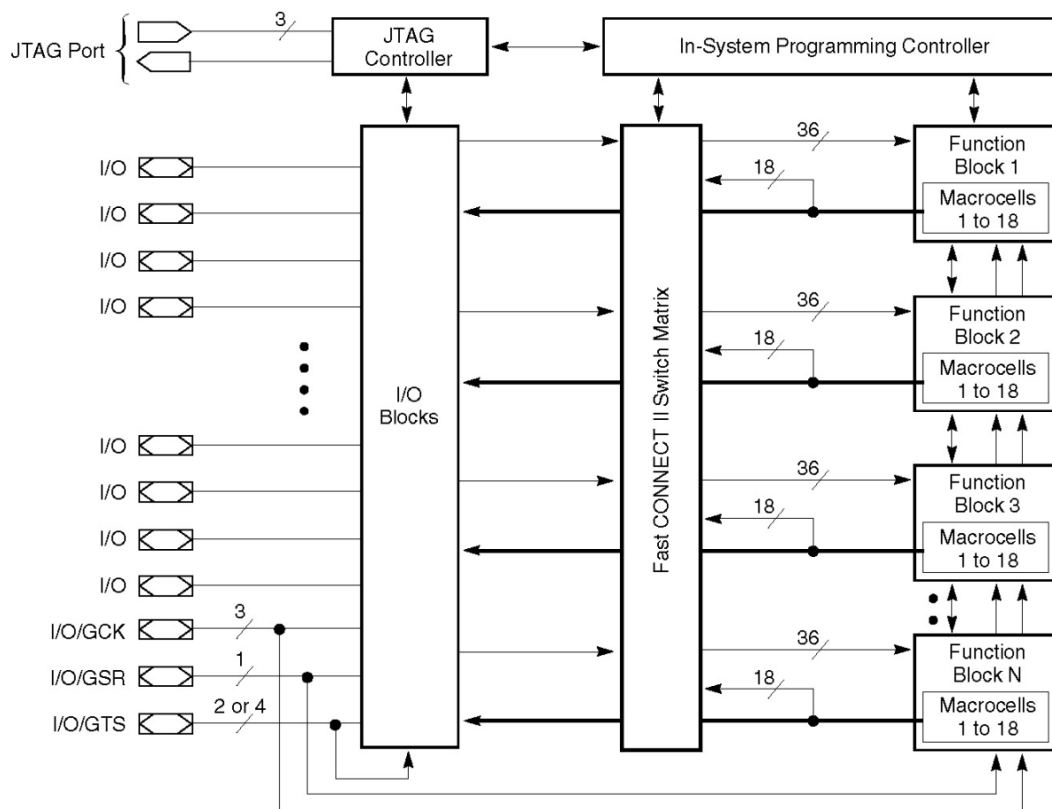 3
JTAG Port
JTAG
Controller
In-System Programming Controller
36
Function
Block 1
18
Macrocells
1 to 18
I/O
I/O
I/O
I/O
36
Function
Block 2
18
Macrocells
1 to 18
I/O
Blocks
Fast CONNECT II Switch Matrix
I/O
I/O
I/O
I/O
36
Function
Block 3
18
Macrocells
1 to 18
I/O/GCK
3
I/O/GSR
1
I/O/GTS
2 or 4
36
Function
Block N
18
Macrocells
1 to 18